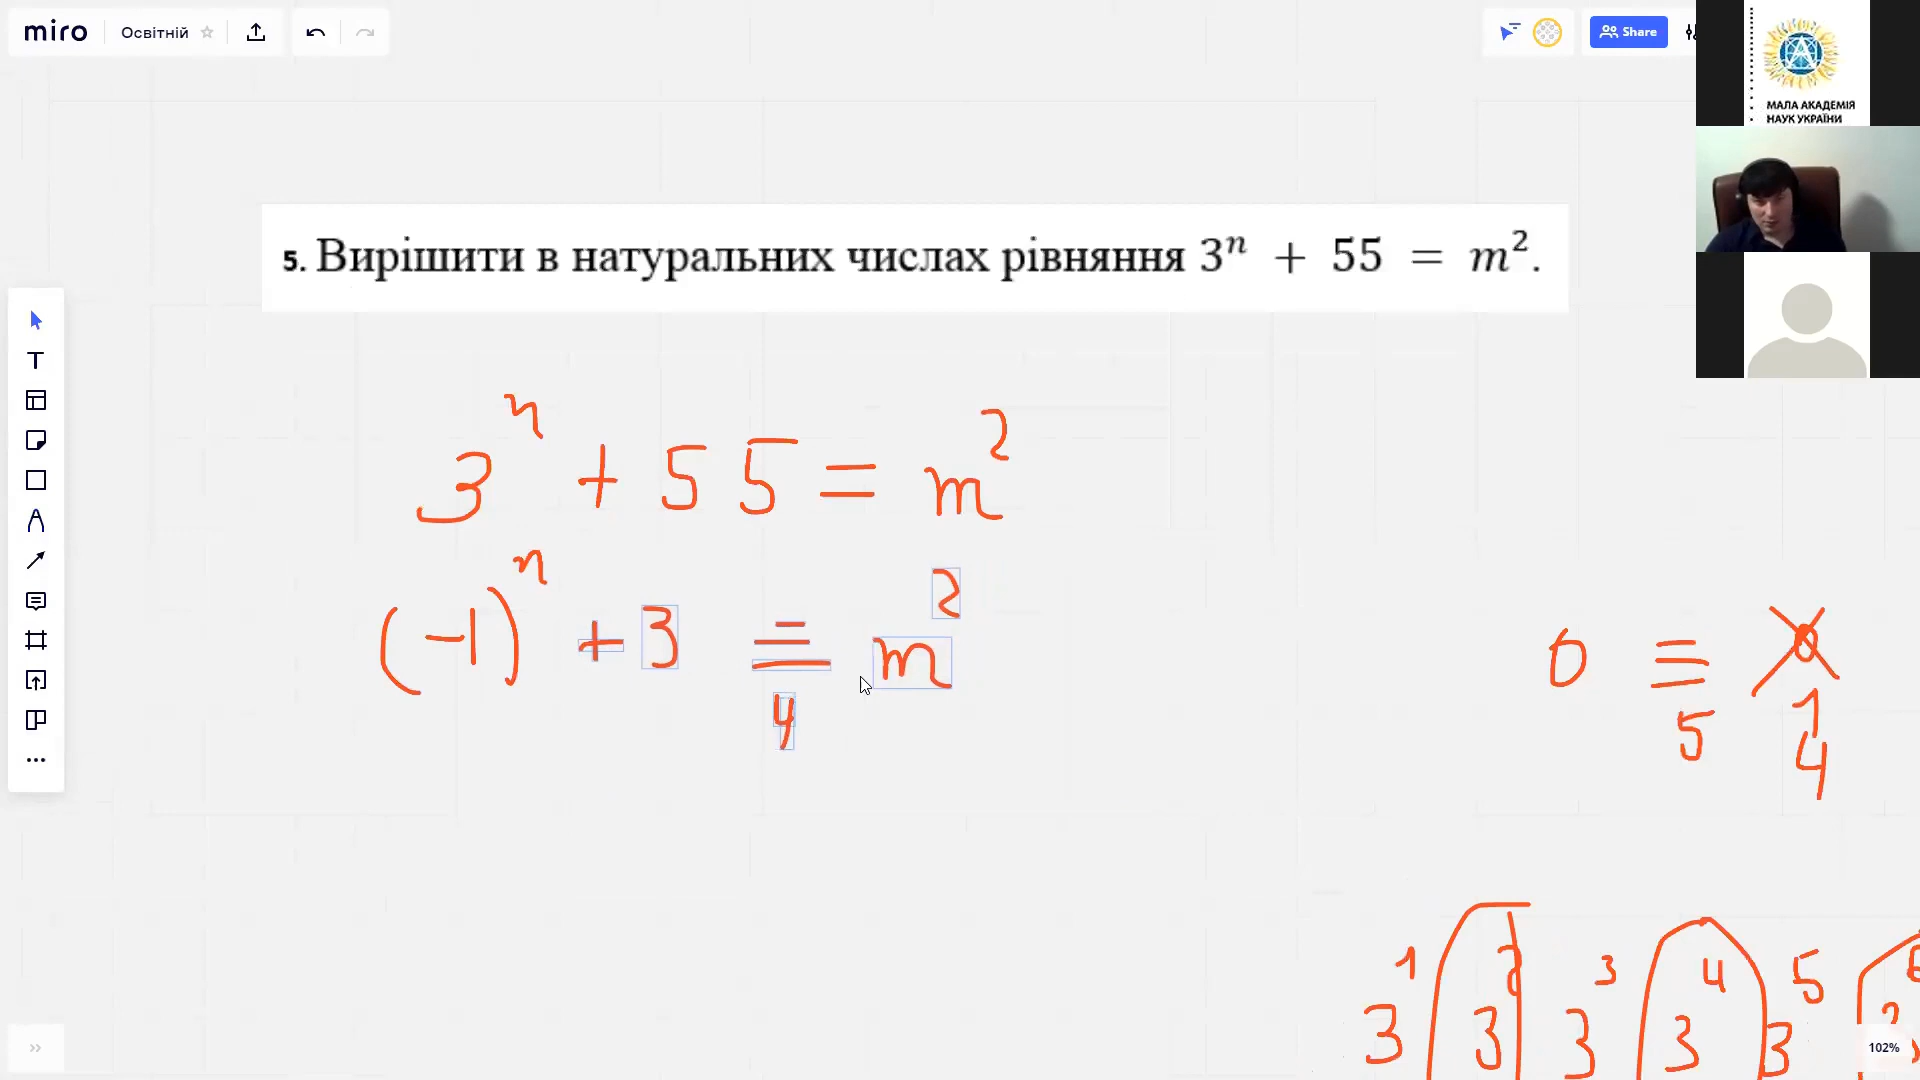 miro Освітній
Share
МАЛА АКАДЕМІЯ
НАУК УКРАЇНИ
5. Вирішити в натуральних числах рівняння 3ⁿ + 55 = m².
3ⁿ + 55 = m²
(-1)ⁿ + 3 ≡ m²
4
0 ≡ 0
5 1
4
1 2 3 4 5
3 3 3 3 3
T
102%